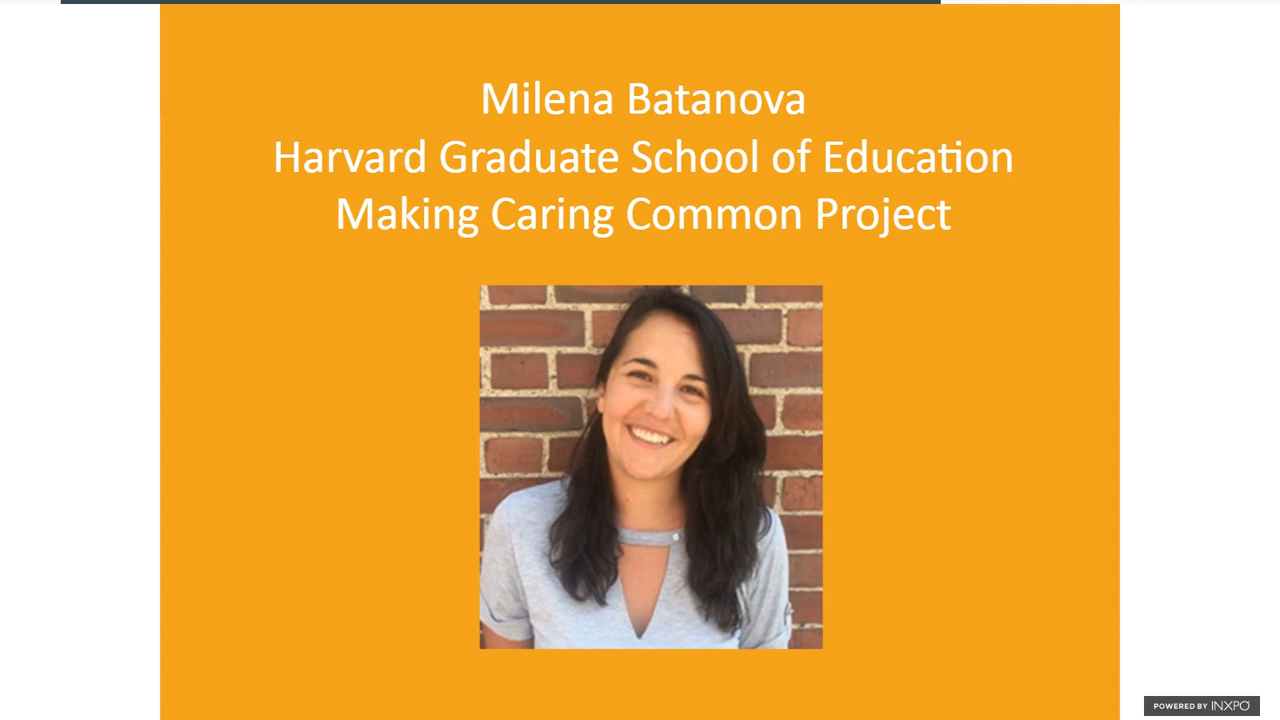 Milena Batanova
Harvard Graduate School of Education
Making Caring Common Project
POWERED BY INXPO